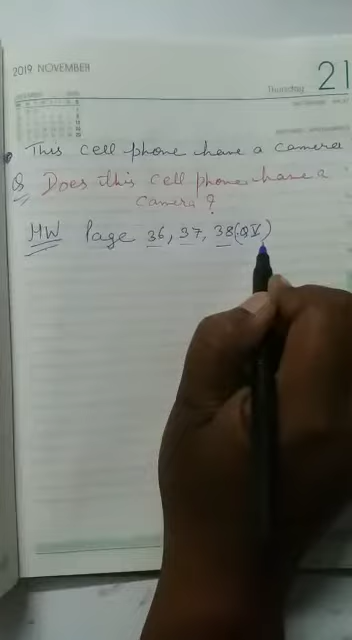 2019 NOVEMBER
Thursday 21
This cell phone have a camera
Q Does this cell phone have a
camera?
HW Page 36, 37, 38(QV)